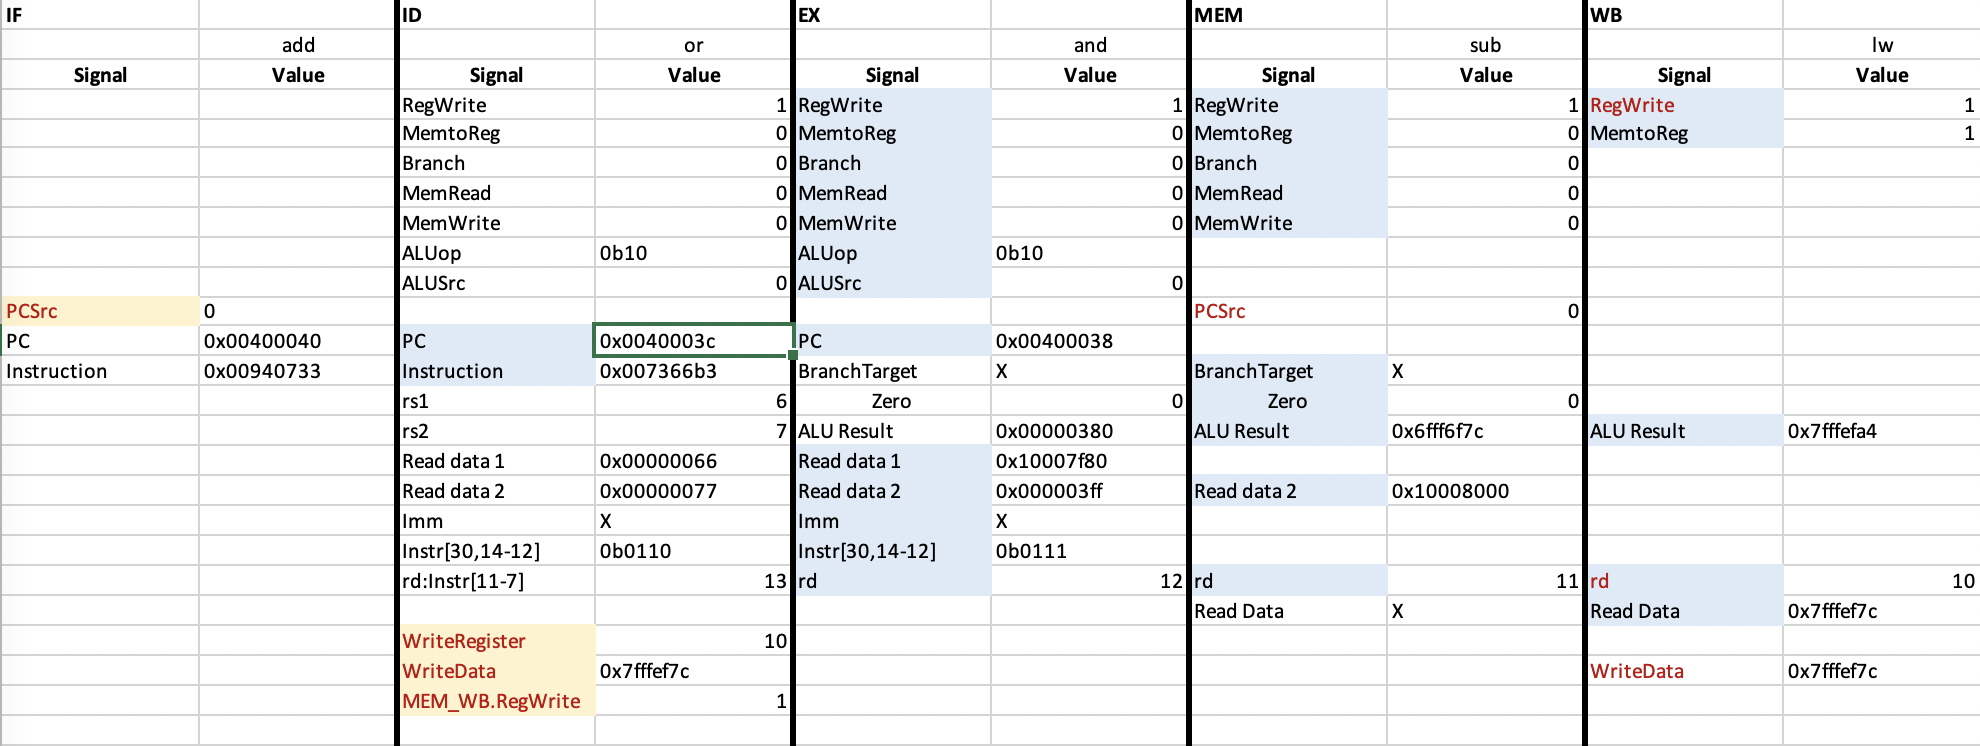 IF ID EX MEM WB
add or and sub lw
Signal Value Signal Value Signal Value Signal Value Signal Value
RegWrite 1 RegWrite 1 RegWrite 1 RegWrite 1
MemtoReg 0 MemtoReg 0 MemtoReg 0 MemtoReg 1
Branch 0 Branch 0 Branch 0
MemRead 0 MemRead 0 MemRead 0
MemWrite 0 MemWrite 0 MemWrite 0
ALUop 0b10 ALUop 0b10
ALUSrc 0 ALUSrc 0
PCSrc 0 PCSrc 0
PC 0x00400040 PC 0x0040003c PC 0x00400038
Instruction 0x00940733 Instruction 0x007366b3 BranchTarget X BranchTarget X
rs1 6 Zero 0 Zero 0
rs2 7 ALU Result 0x00000380 ALU Result 0x6fff6f7c ALU Result 0x7fffefa4
Read data 1 0x00000066 Read data 1 0x10007f80
Read data 2 0x00000077 Read data 2 0x000003ff Read data 2 0x10008000
Imm X Imm X
Instr[30,14-12] 0b0110 Instr[30,14-12] 0b0111
rd:Instr[11-7] 13 rd 12 rd 11 rd 10
Read Data X Read Data 0x7fffef7c
WriteRegister 10
WriteData 0x7fffef7c WriteData 0x7fffef7c
MEM_WB.RegWrite 1